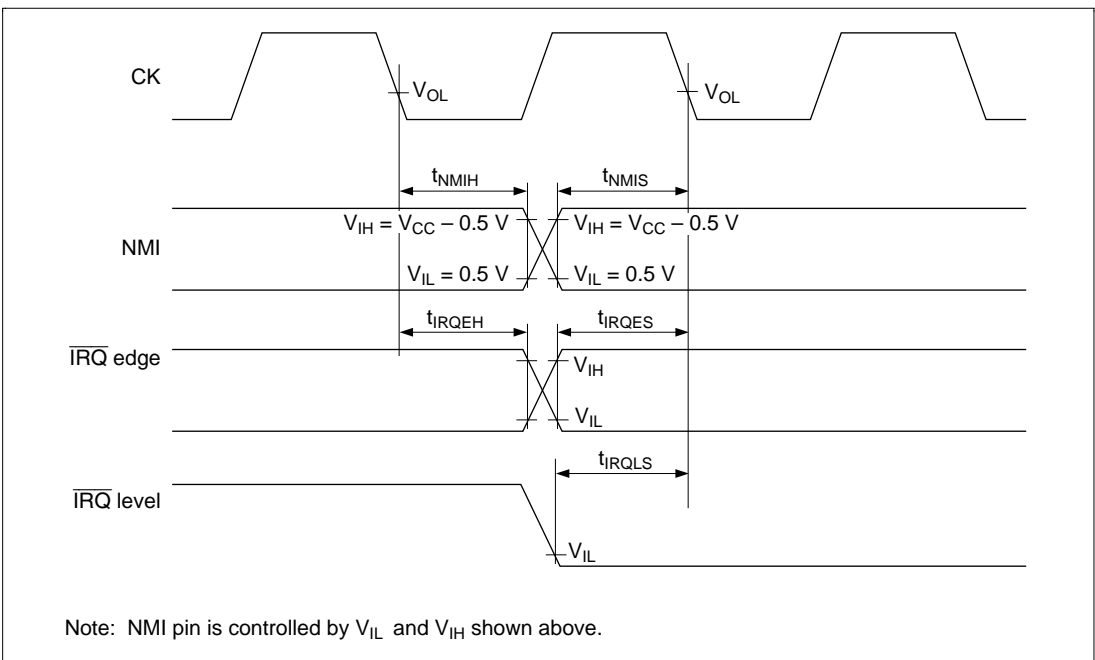 CK
V_OL V_OL
t_NMIH t_NMIS
V_IH = V_CC – 0.5 V V_IH = V_CC – 0.5 V
NMI
V_IL = 0.5 V V_IL = 0.5 V
t_IRQEH t_IRQES
I̅R̅Q̅ edge
V_IH
V_IL
t_IRQLS
I̅R̅Q̅ level
V_IL
Note: NMI pin is controlled by V_IL and V_IH shown above.